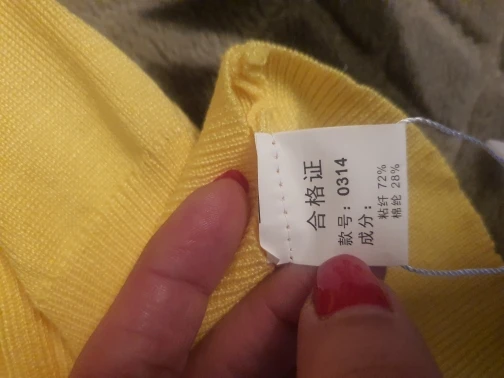 合格证
款号：0314
成分：
粘纤 72%
棉纶 28%